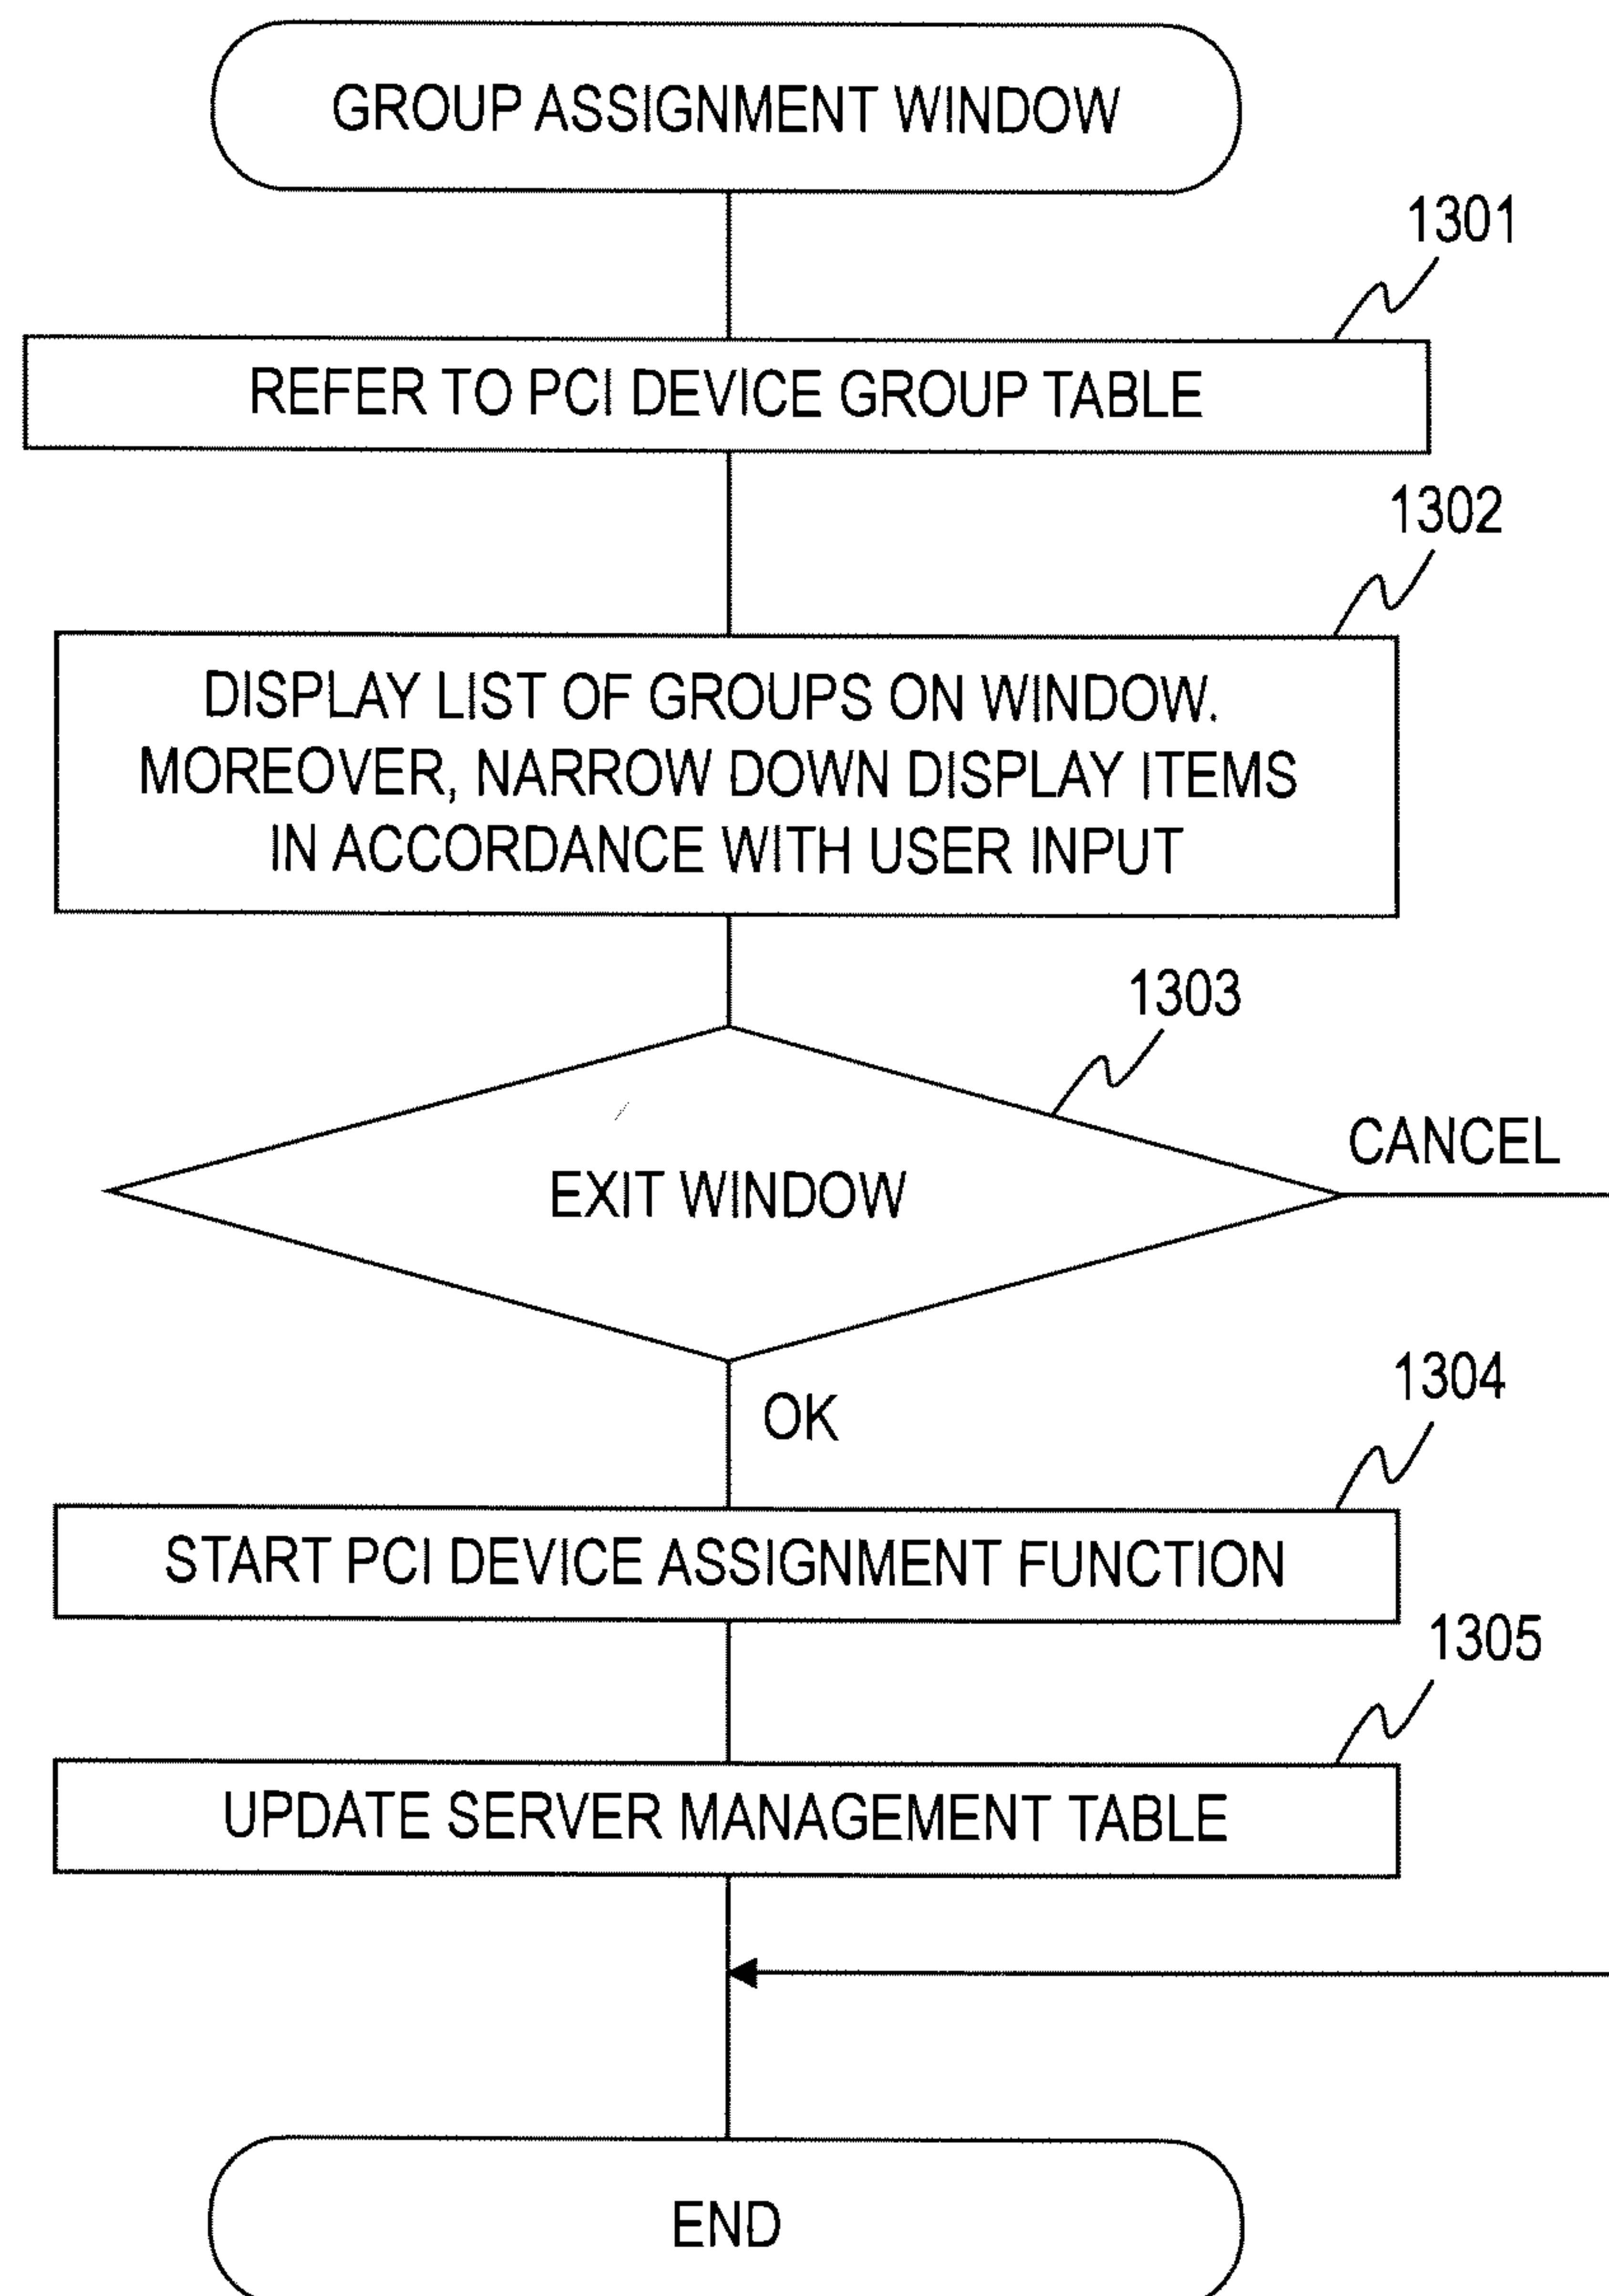 GROUP ASSIGNMENT WINDOW
1301
REFER TO PCI DEVICE GROUP TABLE
1302
DISPLAY LIST OF GROUPS ON WINDOW.
MOREOVER, NARROW DOWN DISPLAY ITEMS
IN ACCORDANCE WITH USER INPUT
1303
CANCEL
EXIT WINDOW
OK
1304
START PCI DEVICE ASSIGNMENT FUNCTION
1305
UPDATE SERVER MANAGEMENT TABLE
END